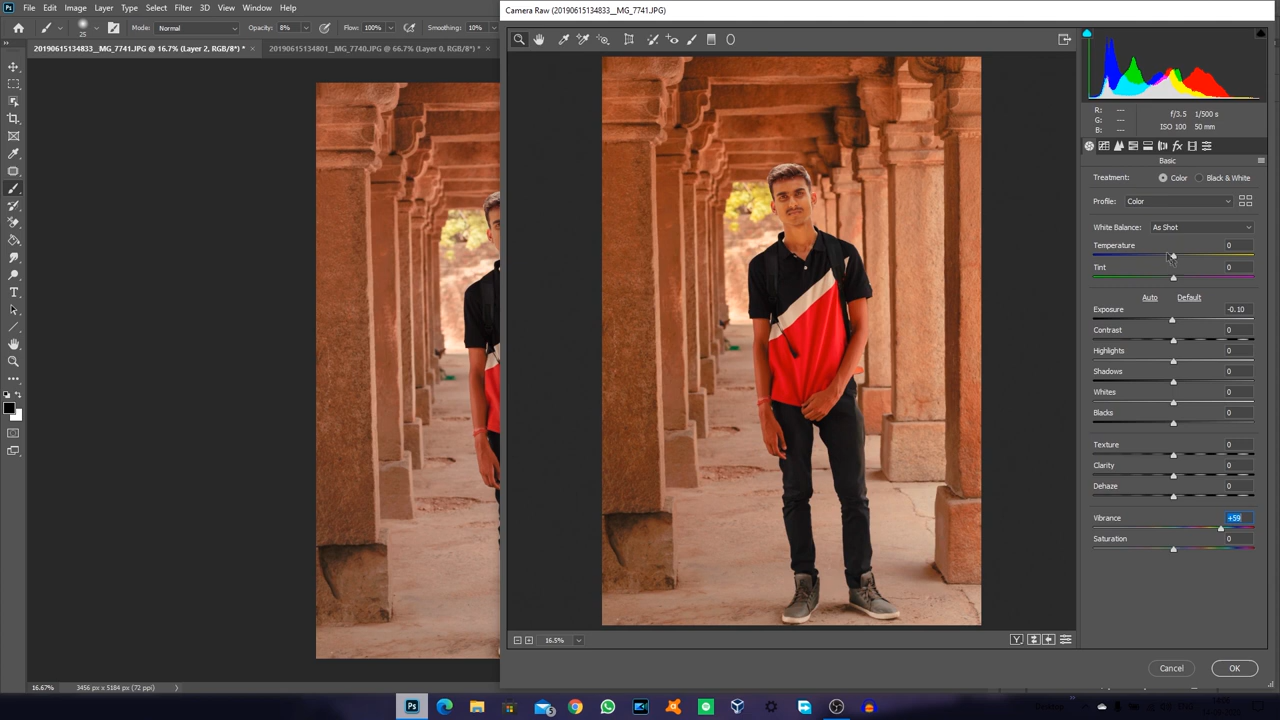 Ps File Edit Image Layer Type Select Filter 3D View Window Help
Camera Raw (20190615134833__MG_7741.JPG)
25 Mode: Normal Opacity: 8% Flow: 100% Smoothing: 10%
20190615134833__MG_7741.JPG @ 16.7% (Layer 2, RGB/8*) * × 20190615134801__MG_7740.JPG @ 66.7% (Layer 0, RGB/8*) * ×
R: ---
G: ---
B: ---
f/3.5 1/500 s
ISO 100 50 mm
Basic
Treatment: Color Black & White
Profile: Color
White Balance: As Shot
Temperature 0
Tint 0
Auto Default
Exposure -0.10
Contrast 0
Highlights 0
Shadows 0
Whites 0
Blacks 0
Texture 0
Clarity 0
Dehaze 0
Vibrance +59
Saturation 0
16.5%
Y
Cancel OK
16.67% 3456 px x 5184 px (72 ppi)
Ps 5